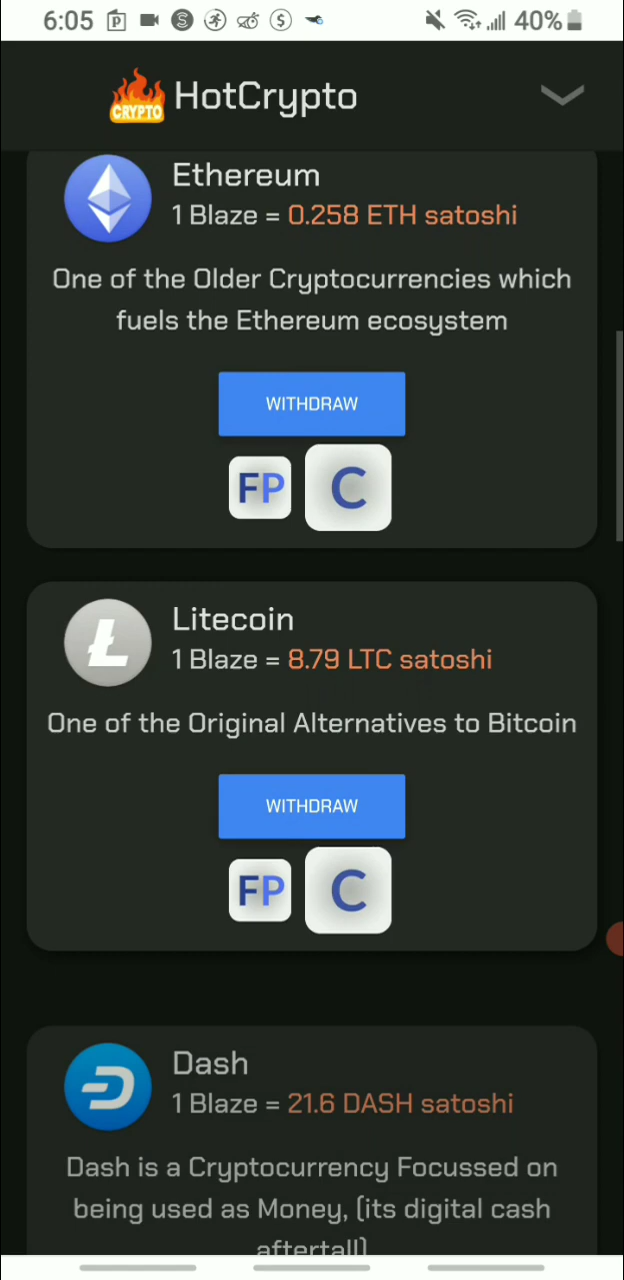 6:05
40%
CRYPTO HotCrypto
Ethereum
1 Blaze = 0.258 ETH satoshi
One of the Older Cryptocurrencies which
fuels the Ethereum ecosystem
WITHDRAW
FP C
Litecoin
1 Blaze = 8.79 LTC satoshi
One of the Original Alternatives to Bitcoin
WITHDRAW
FP C
Dash
1 Blaze = 21.6 DASH satoshi
Dash is a Cryptocurrency Focussed on
being used as Money, (its digital cash
aftertall)